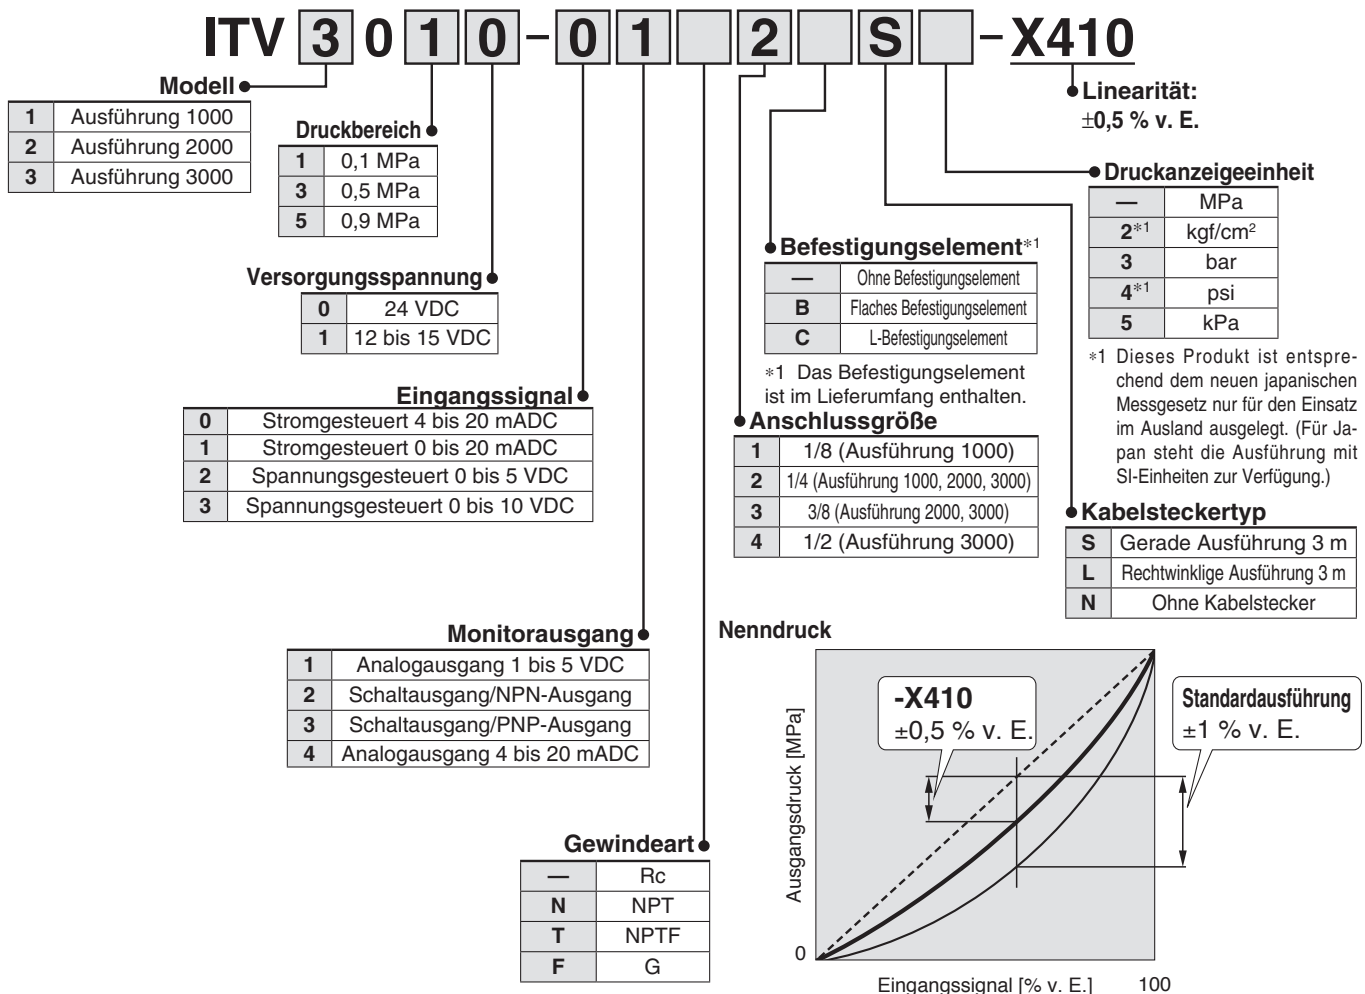 ITV 3 0 1 0 - 0 1 2 S - X410
Modell
1 Ausführung 1000
2 Ausführung 2000
3 Ausführung 3000
Druckbereich
1 0,1 MPa
3 0,5 MPa
5 0,9 MPa
Versorgungsspannung
0 24 VDC
1 12 bis 15 VDC
Eingangssignal
0 Stromgesteuert 4 bis 20 mADC
1 Stromgesteuert 0 bis 20 mADC
2 Spannungsgesteuert 0 bis 5 VDC
3 Spannungsgesteuert 0 bis 10 VDC
Monitorausgang
1 Analogausgang 1 bis 5 VDC
2 Schaltausgang/NPN-Ausgang
3 Schaltausgang/PNP-Ausgang
4 Analogausgang 4 bis 20 mADC
Gewindeart
— Rc
N NPT
T NPTF
F G
Linearität:
±0,5 % v. E.
Druckanzeigeeinheit
— MPa
2*1 kgf/cm²
3 bar
4*1 psi
5 kPa
*1 Dieses Produkt ist entspre-
chend dem neuen japanischen
Messgesetz nur für den Einsatz
im Ausland ausgelegt. (Für Ja-
pan steht die Ausführung mit
SI-Einheiten zur Verfügung.)
Befestigungselement*1
— Ohne Befestigungselement
B Flaches Befestigungselement
C L-Befestigungselement
*1 Das Befestigungselement
ist im Lieferumfang enthalten.
Anschlussgröße
1 1/8 (Ausführung 1000)
2 1/4 (Ausführung 1000, 2000, 3000)
3 3/8 (Ausführung 2000, 3000)
4 1/2 (Ausführung 3000)
Kabelsteckertyp
S Gerade Ausführung 3 m
L Rechtwinklige Ausführung 3 m
N Ohne Kabelstecker
Nenndruck
-X410
±0,5 % v. E.
Standardausführung
±1 % v. E.
Ausgangsdruck [MPa]
0
Eingangssignal [% v. E.] 100